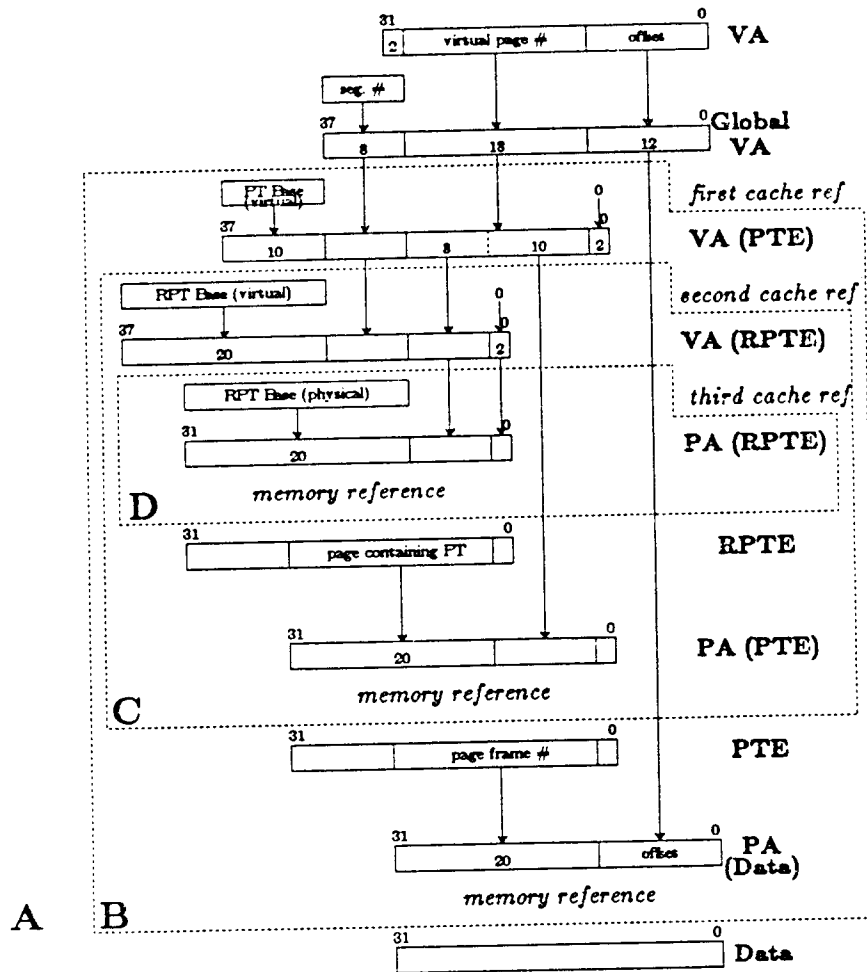 31 0
2 virtual page # offset VA
seg. #
37 0 Global
8 18 12 VA
PT Base
(virtual)
0
first cache ref
37 0
10 8 10 2 VA (PTE)
RPT Base (virtual)
0
second cache ref
37 0
20 2 VA (RPTE)
RPT Base (physical)
third cache ref
31 0
20 PA (RPTE)
memory reference
D
31 0
page containing PT RPTE
31 0
20 PA (PTE)
memory reference
C
31 0
page frame # PTE
31 0
20 offset PA
(Data)
memory reference
A B
31 0
Data